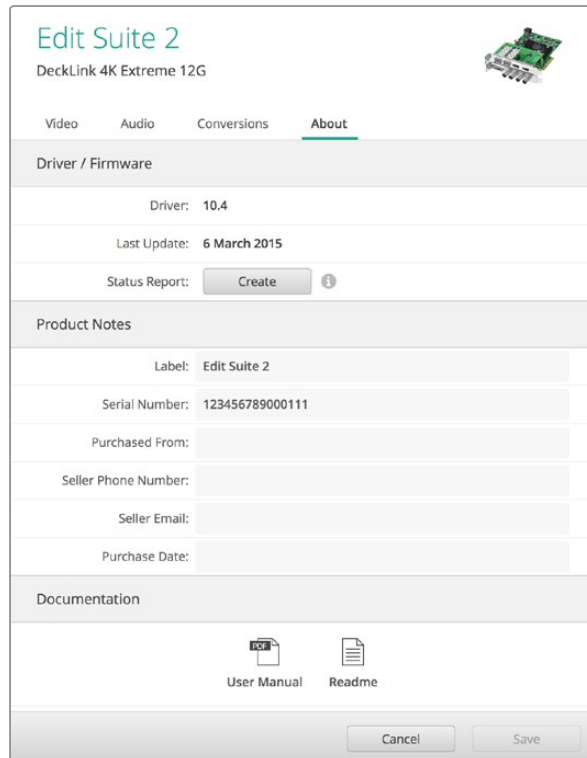 Edit Suite 2
DeckLink 4K Extreme 12G
Video Audio Conversions About
Driver / Firmware
Driver: 10.4
Last Update: 6 March 2015
Status Report: Create
Product Notes
Label: Edit Suite 2
Serial Number: 123456789000111
Purchased From:
Seller Phone Number:
Seller Email:
Purchase Date:
Documentation
PDF
User Manual Readme
Cancel Save